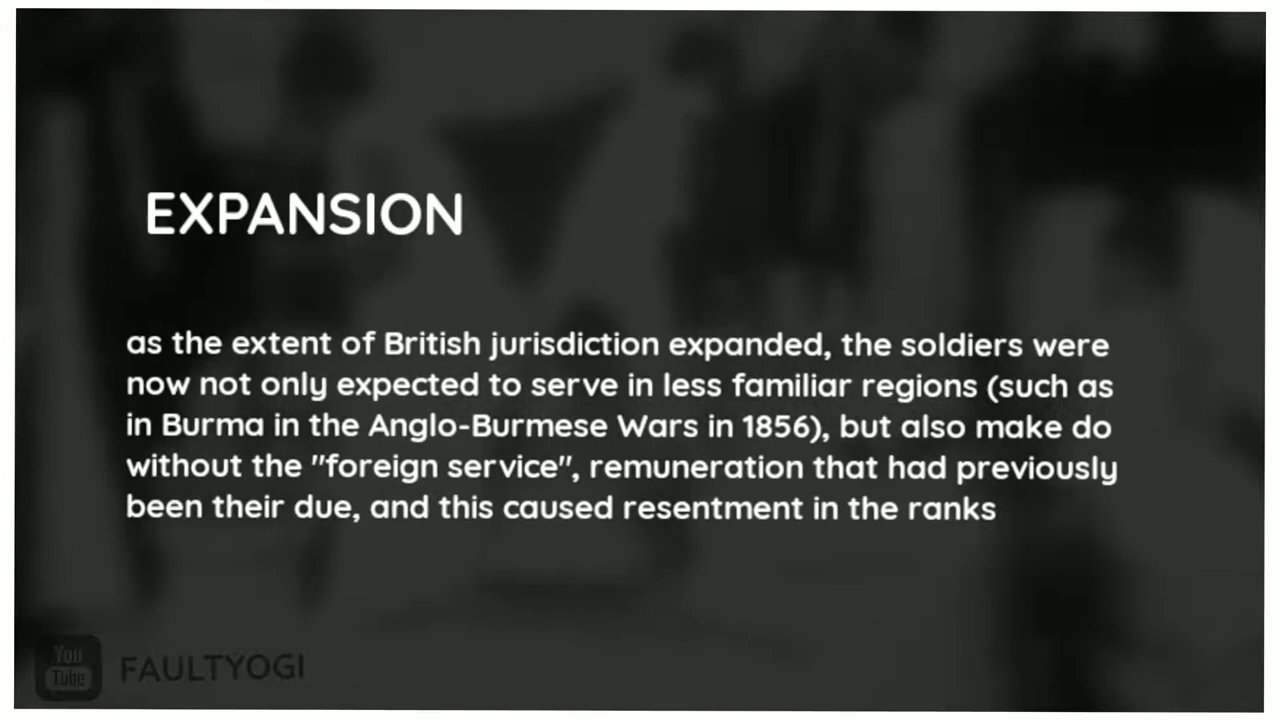 EXPANSION
as the extent of British jurisdiction expanded, the soldiers were
now not only expected to serve in less familiar regions (such as
in Burma in the Anglo-Burmese Wars in 1856), but also make do
without the "foreign service", remuneration that had previously
been their due, and this caused resentment in the ranks
You
Tube
FAULTYOGI